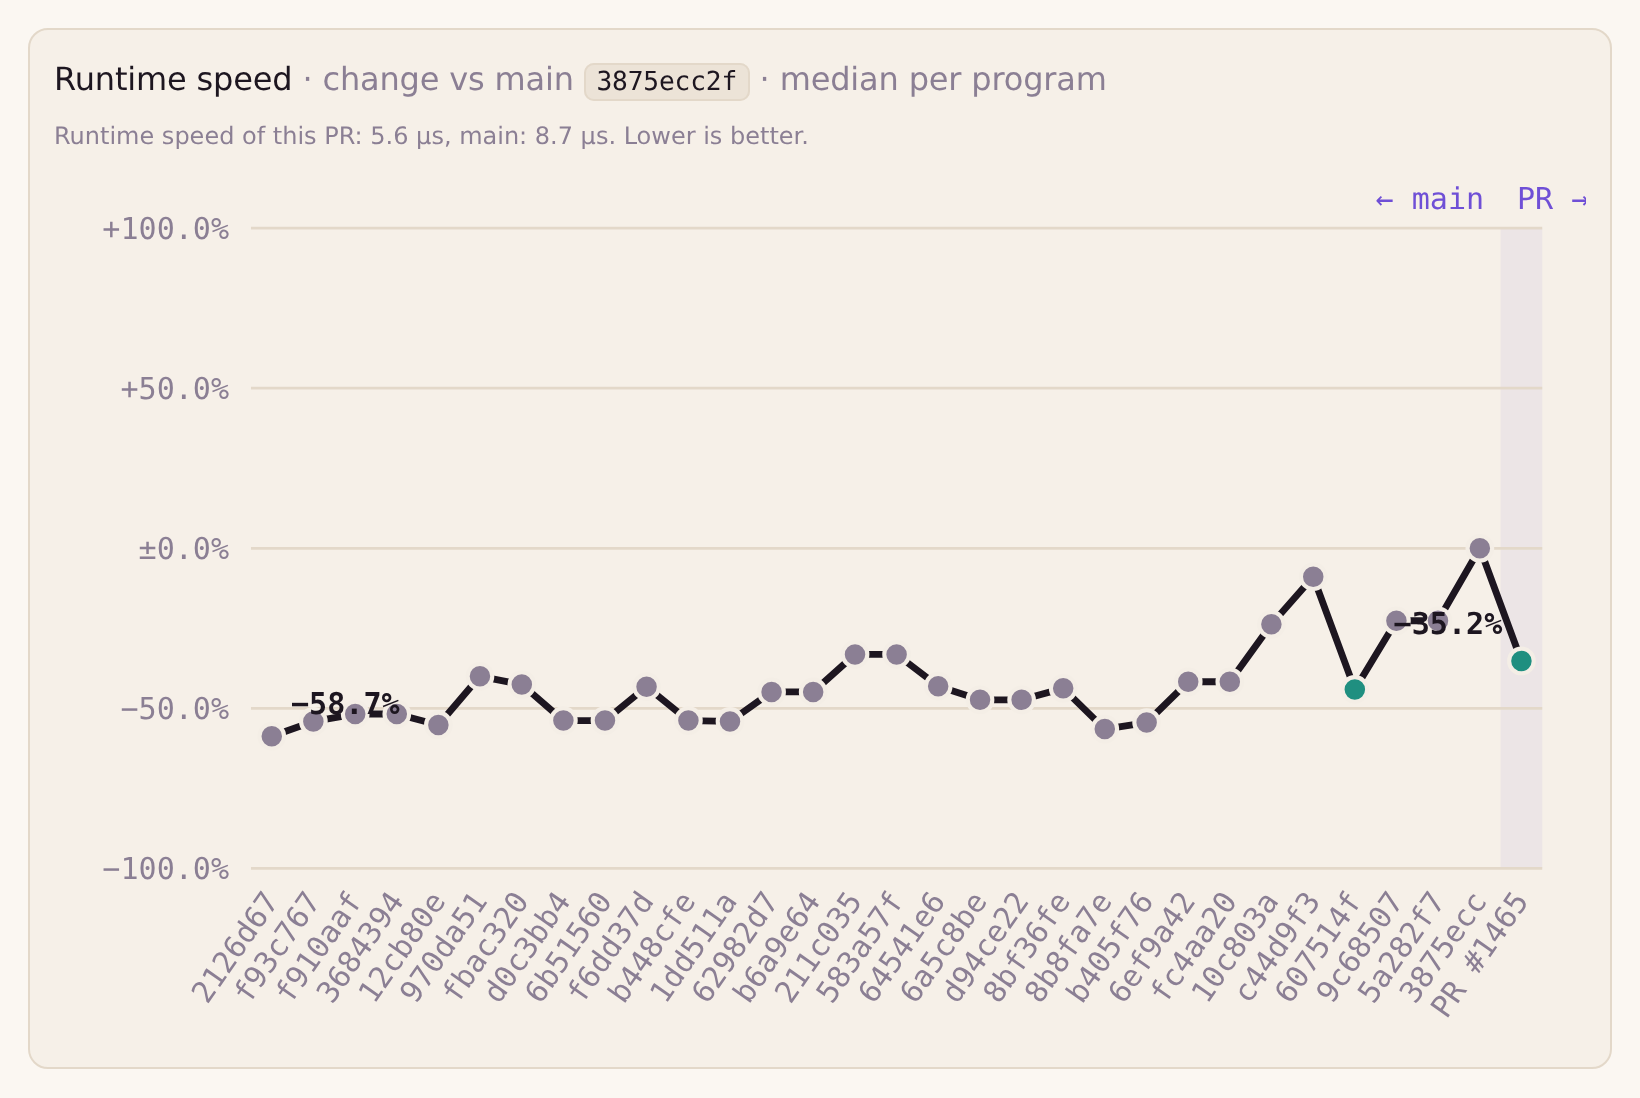 Runtime speed · change vs main 3875ecc2f · median per program
Runtime speed of this PR: 5.6 µs, main: 8.7 µs. Lower is better.
← main PR →
+100.0%
+50.0%
±0.0%
−50.0%
−100.0%
−58.7%
−35.2%
2126d67
f93c767
f910aaf
3684394
12cb80e
970da51
fbac320
d0c3bb4
6b51560
f6dd37d
b448cfe
1dd511a
62982d7
b6a9e64
211c035
583a57f
64541e6
6a5c8be
d94ce22
8bf36fe
8b8fa7e
b405f76
6ef9a42
fc4aa20
10c803a
c44d9f3
607514f
9c68507
5a282f7
3875ecc
PR #1465